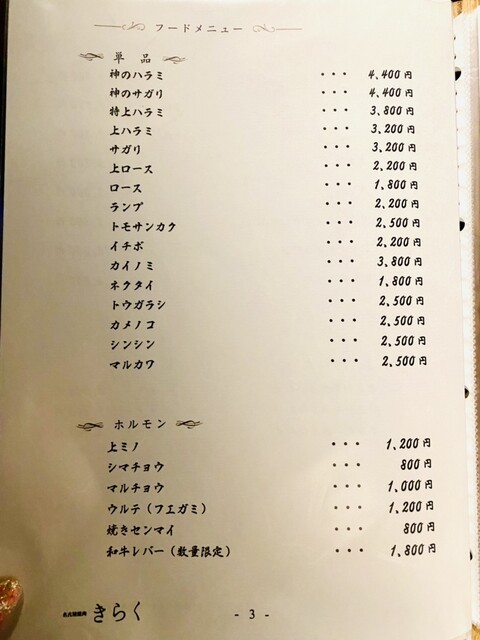 フードメニュー
単品
神のハラミ ・・・ 4,400円
神のサガリ ・・・ 4,400円
特上ハラミ ・・・ 3,800円
上ハラミ ・・・ 3,200円
サガリ ・・・ 3,200円
上ロース ・・・ 2,200円
ロース ・・・ 1,800円
ランプ ・・・ 2,200円
トモサンカク ・・・ 2,500円
イチボ ・・・ 2,200円
カイノミ ・・・ 3,800円
ネクタイ ・・・ 1,800円
トウガラシ ・・・ 2,500円
カメノコ ・・・ 2,500円
シンシン ・・・ 2,500円
マルカワ ・・・ 2,500円
ホルモン
上ミノ ・・・ 1,200円
シマチョウ ・・・ 800円
マルチョウ ・・・ 1,000円
ウルテ(フエガミ) ・・・ 1,200円
焼きセンマイ ・・・ 800円
和牛レバー(数量限定) ・・・ 1,800円
きらく
- 3 -